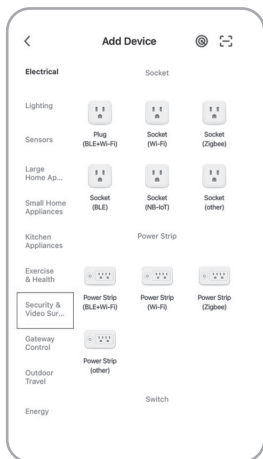 Add Device
Electrical
Lighting
Sensors
Large
Home Ap...
Small Home
Appliances
Kitchen
Appliances
Exercise
& Health
Security &
Video Sur...
Gateway
Control
Outdoor
Travel
Energy
Socket
Plug
(BLE+Wi-Fi)
Socket
(Wi-Fi)
Socket
(Zigbee)
Socket
(BLE)
Socket
(NB-IoT)
Socket
(other)
Power Strip
Power Strip
(BLE+Wi-Fi)
Power Strip
(Wi-Fi)
Power Strip
(Zigbee)
Power Strip
(other)
Switch